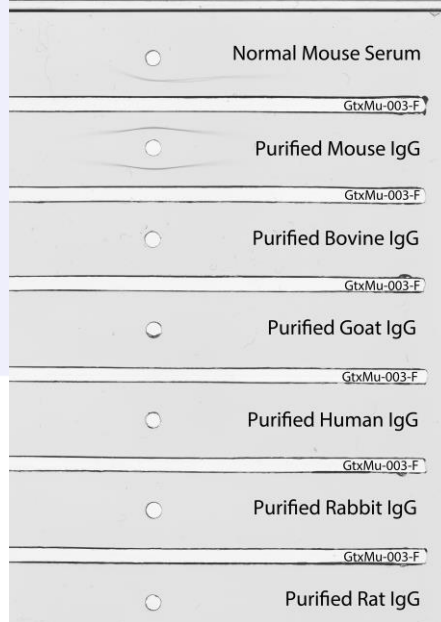 Normal Mouse Serum
GtxMu-003-F
Purified Mouse IgG
GtxMu-003-F
Purified Bovine IgG
GtxMu-003-F
Purified Goat IgG
GtxMu-003-F
Purified Human IgG
GtxMu-003-F
Purified Rabbit IgG
GtxMu-003-F
Purified Rat IgG